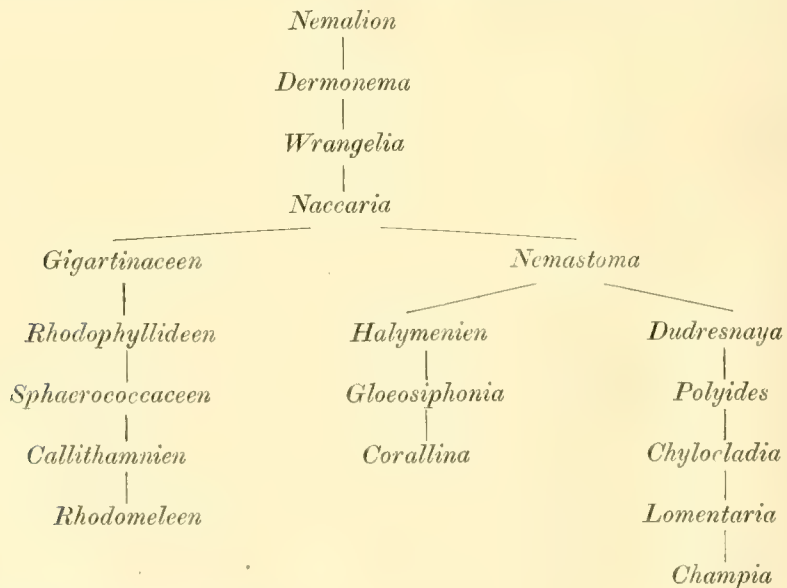 Nemalion
Dermonema
Wrangelia
Naccaria
Gigartinaceen Nemastoma
Rhodophyllideen Halymenien Dudresnaya
Sphaerococcaceen Gloeosiphonia Polyides
Callithamnien Corallina Chylocladia
Rhodomeleen Lomentaria
Champia